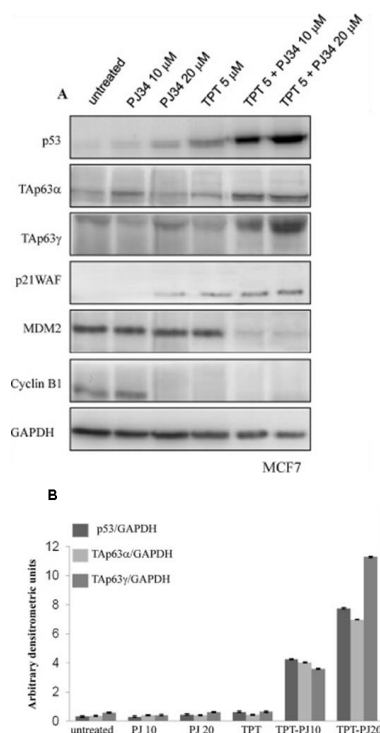 A
untreated
PJ34 10 µM
PJ34 20 µM
TPT 5 µM
TPT 5 + PJ34 10 µM
TPT 5 + PJ34 20 µM
p53
TAp63α
TAp63γ
p21WAF
MDM2
Cyclin B1
GAPDH
MCF7
B
p53/GAPDH
TAp63α/GAPDH
TAp63γ/GAPDH
Arbitrary densitrometric units
12
10
8
6
4
2
0
untreated PJ 10 PJ 20 TPT TPT-PJ10 TPT-PJ20